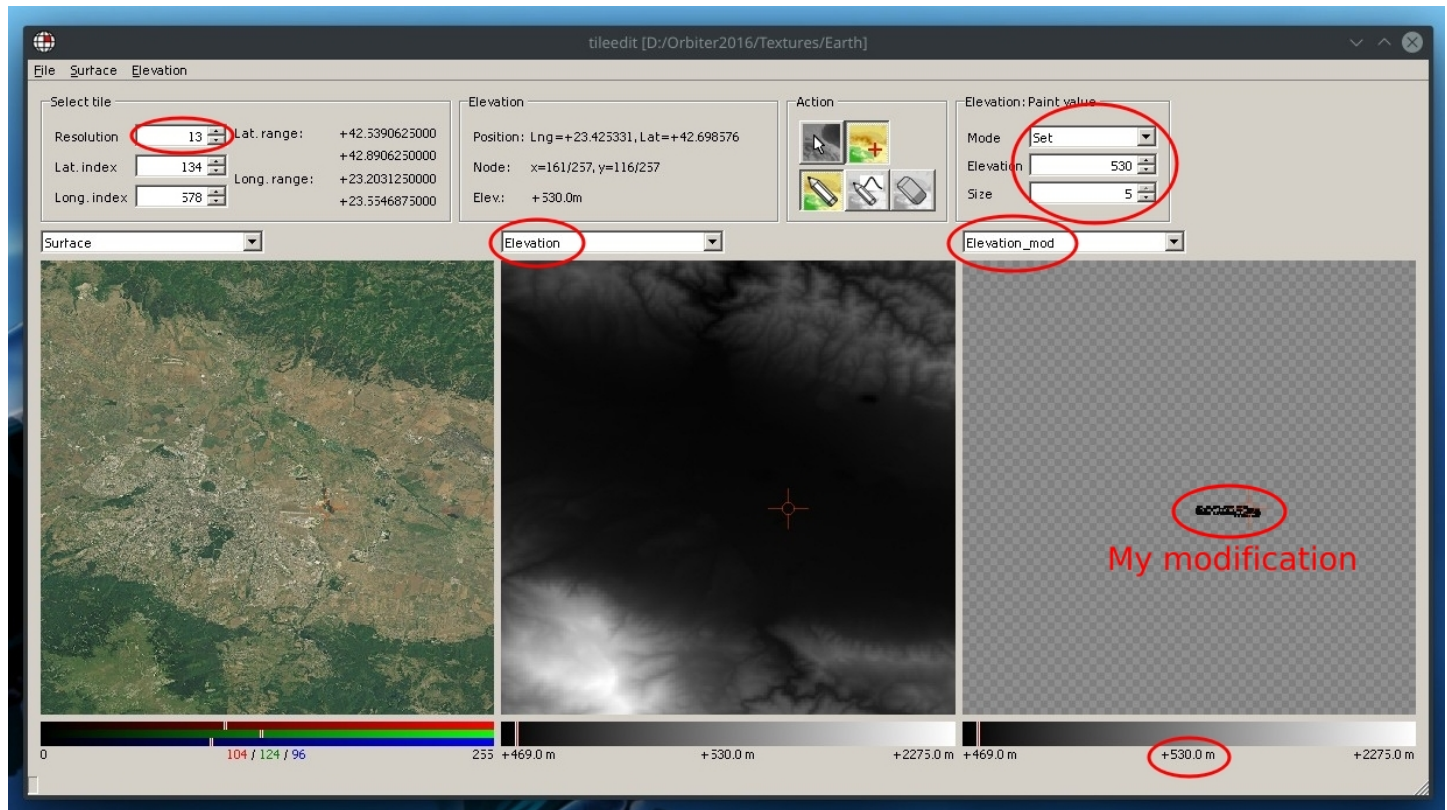 tileedit [D:/Orbiter2016/Textures/Earth]
File Surface Elevation
Select tile
Resolution 13
Lat. index 134
Long. index 578
Lat. range: +42.5390625000
+42.8906250000
Long. range: +23.2031250000
+23.5546875000
Elevation
Position: Lng=+23.425331, Lat=+42.698576
Node: x=161/257, y=116/257
Elev.: +530.0m
Action
Elevation: Paint value
Mode Set
Elevation 530
Size 5
Surface
Elevation
Elevation_mod
My modification
0 104 / 124 / 96 255
+469.0 m +530.0 m +2275.0 m
+469.0 m +530.0 m +2275.0 m